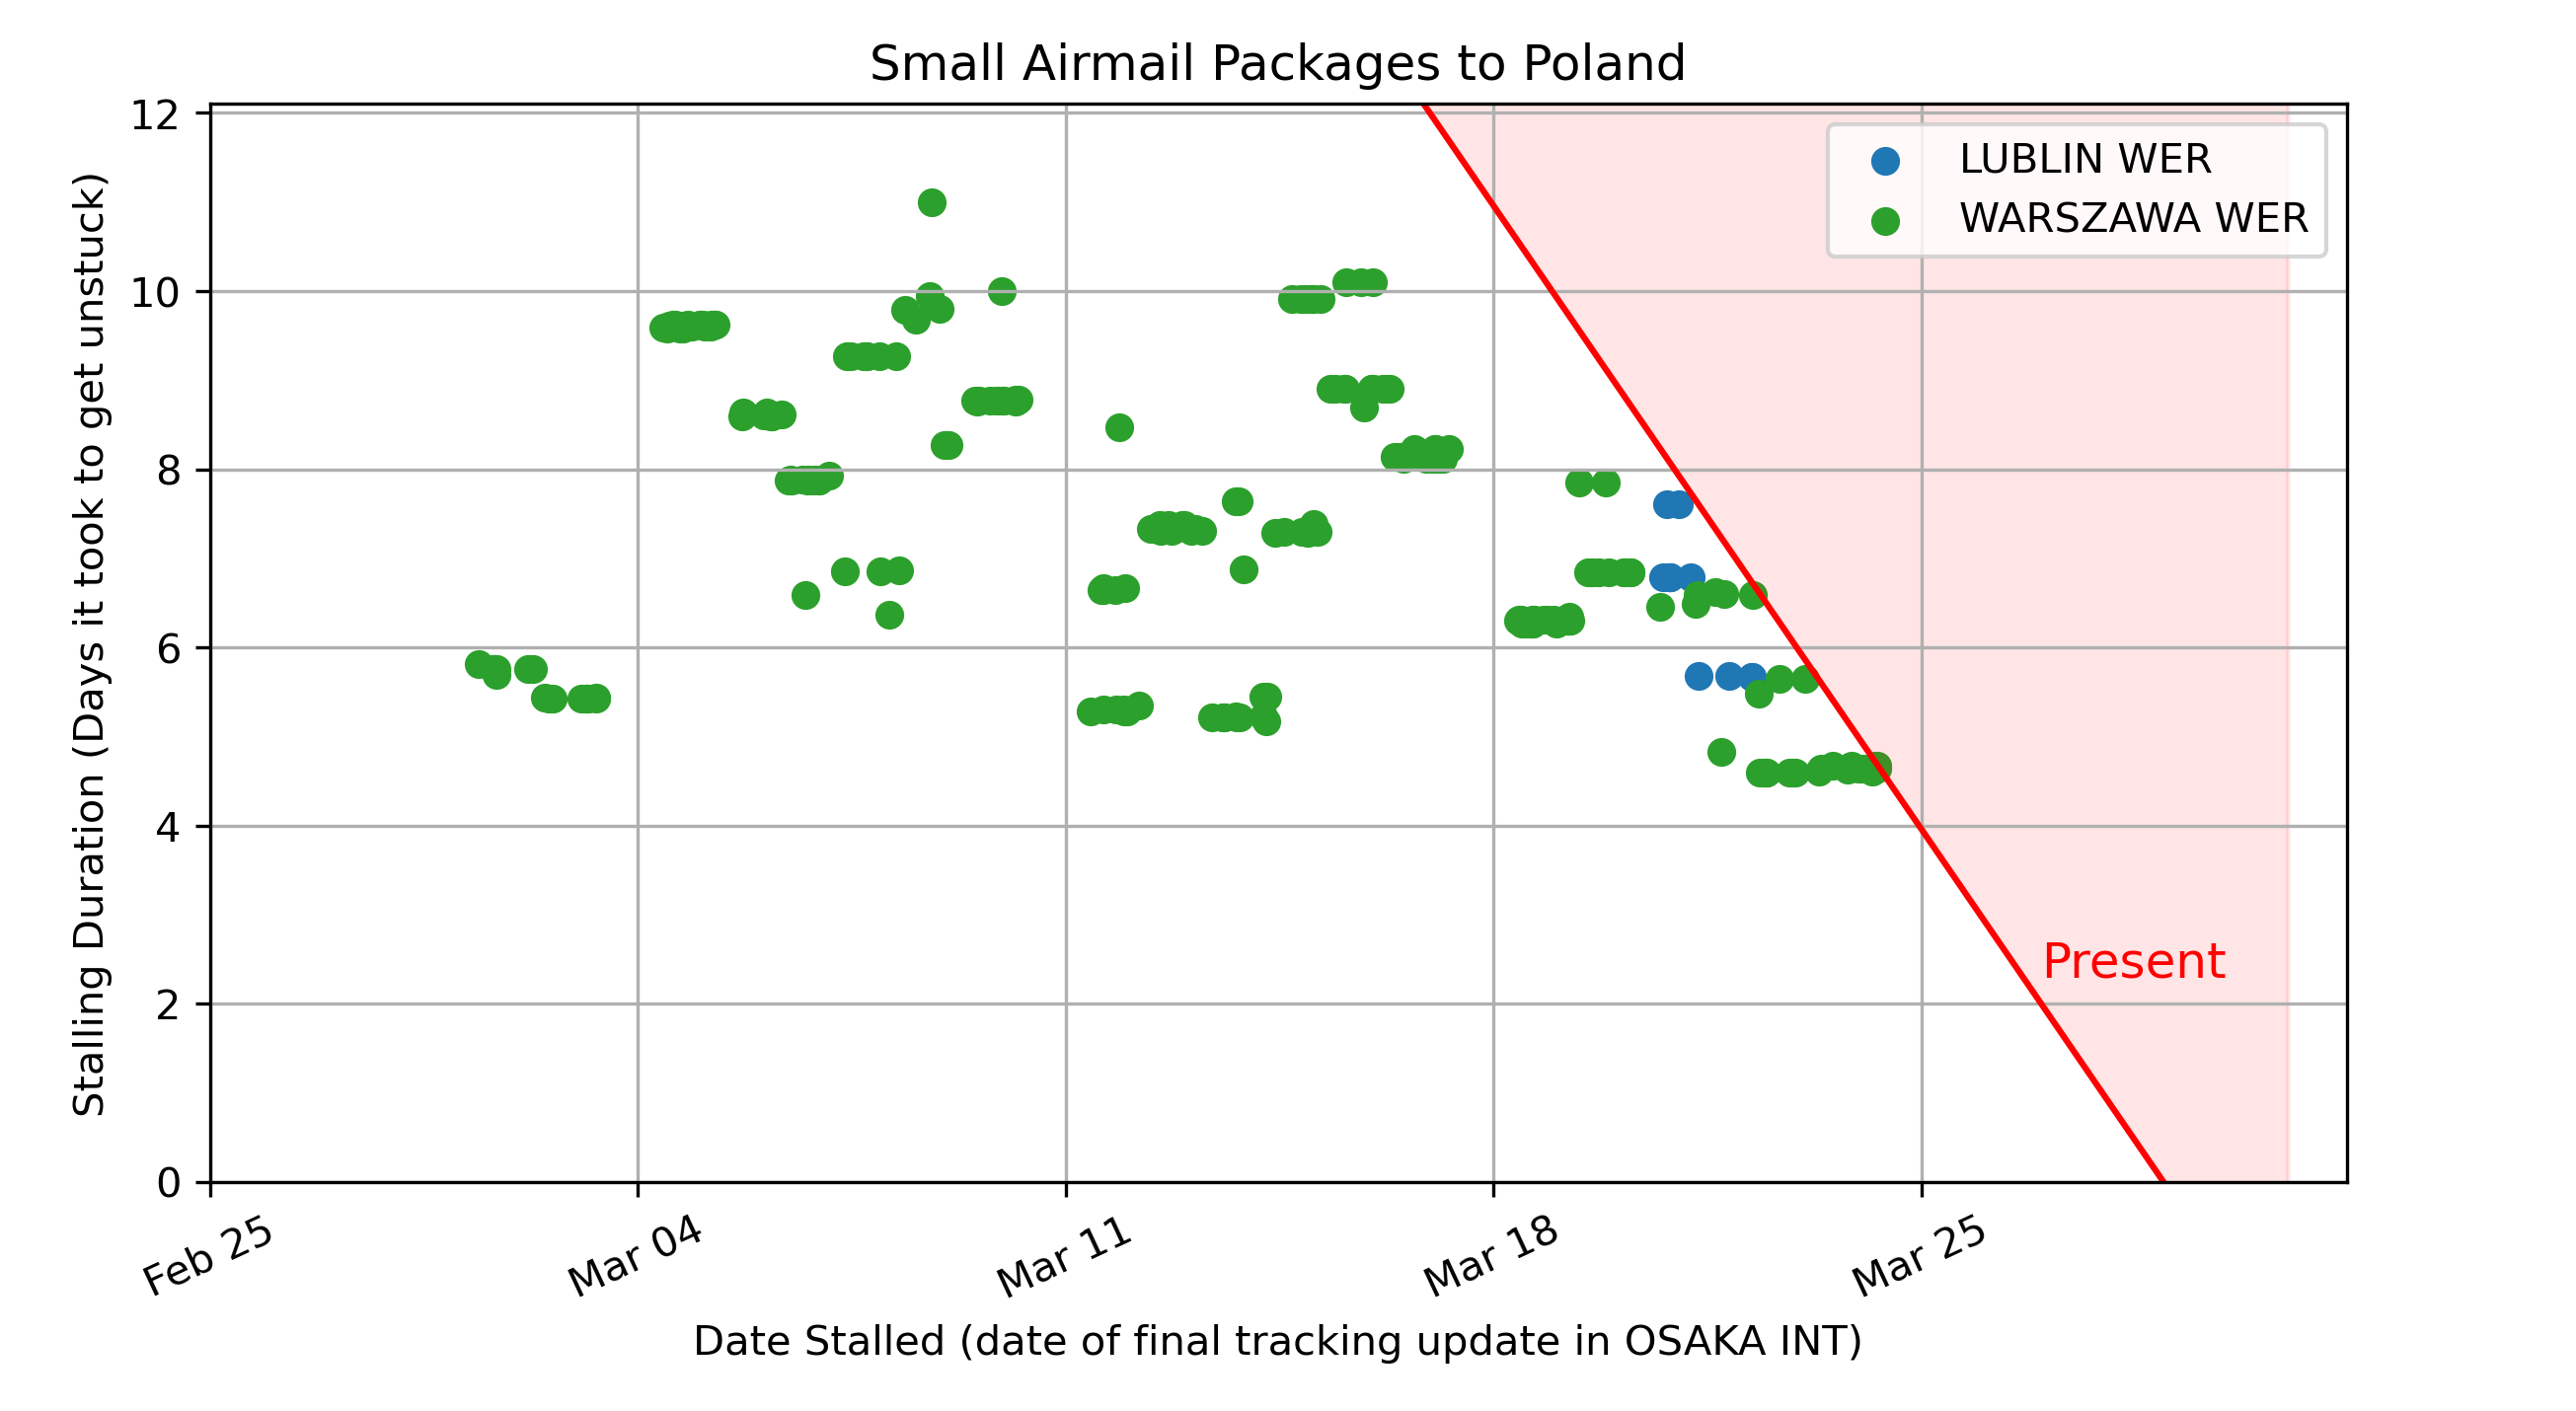 Small Airmail Packages to Poland
Stalling Duration (Days it took to get unstuck)
12
10
8
6
4
2
0
LUBLIN WER
WARSZAWA WER
Present
Feb 25
Mar 04
Mar 11
Mar 18
Mar 25
Date Stalled (date of final tracking update in OSAKA INT)